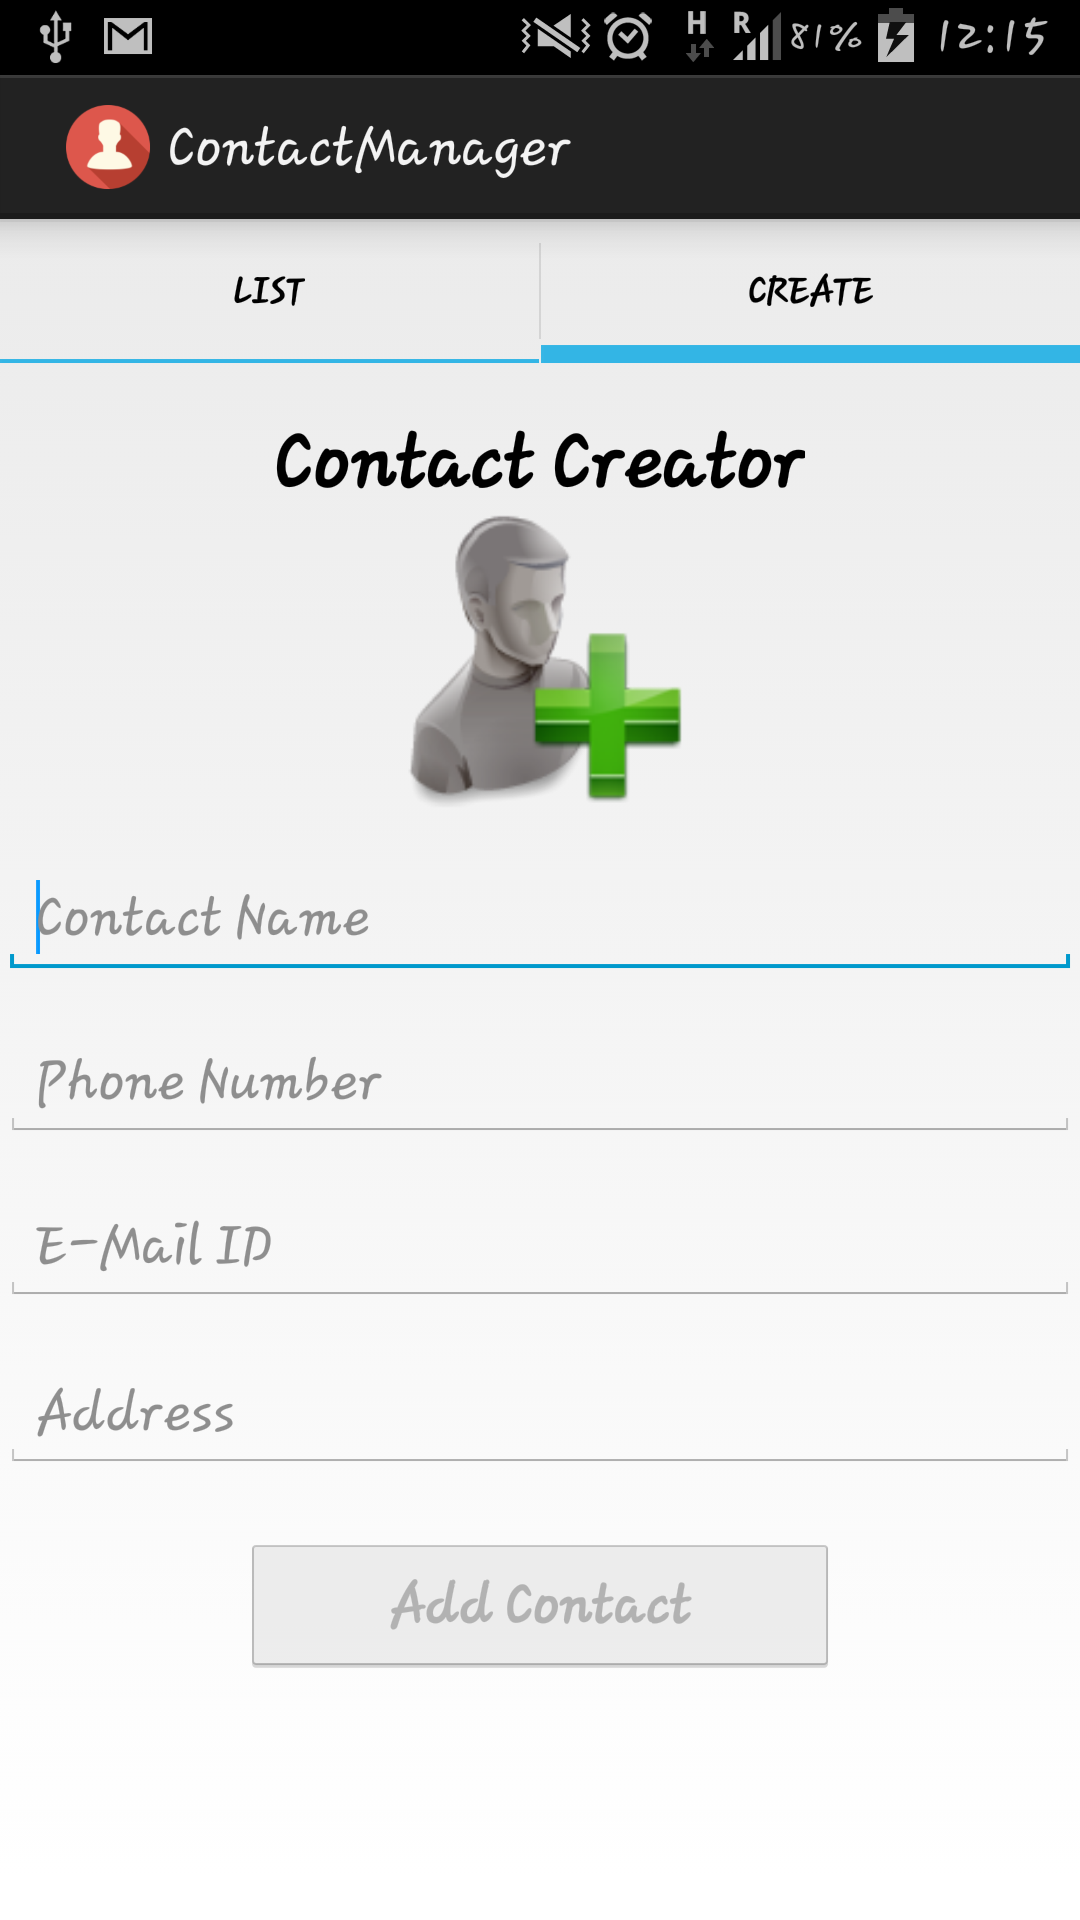 H R 81% 12:15
ContactManager
LIST CREATE
Contact Creator
Contact Name
Phone Number
E-Mail ID
Address
Add Contact